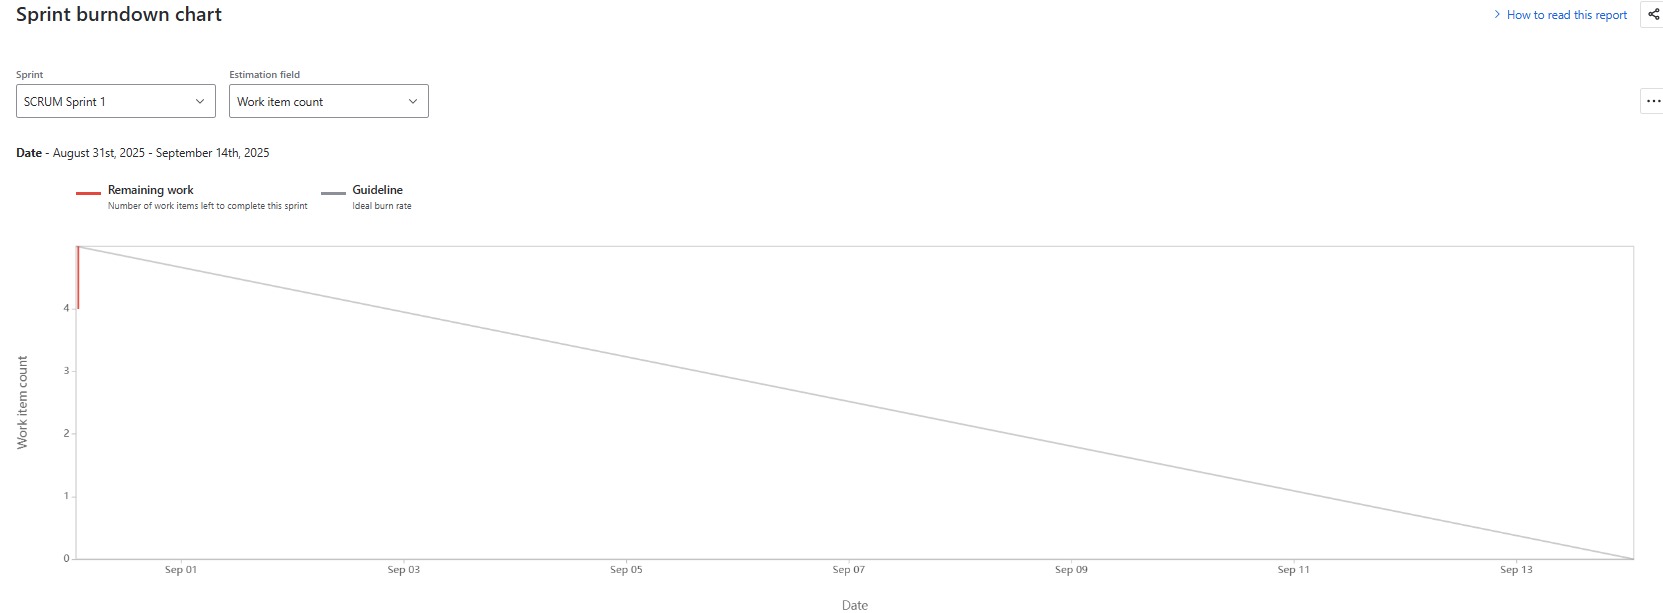 Sprint burndown chart
How to read this report
Sprint
Estimation field
SCRUM Sprint 1
Work item count
Date - August 31st, 2025 - September 14th, 2025
Remaining work
Number of work items left to complete this sprint
Guideline
Ideal burn rate
Work item count
4
3
2
1
0
Sep 01
Sep 03
Sep 05
Sep 07
Sep 09
Sep 11
Sep 13
Date